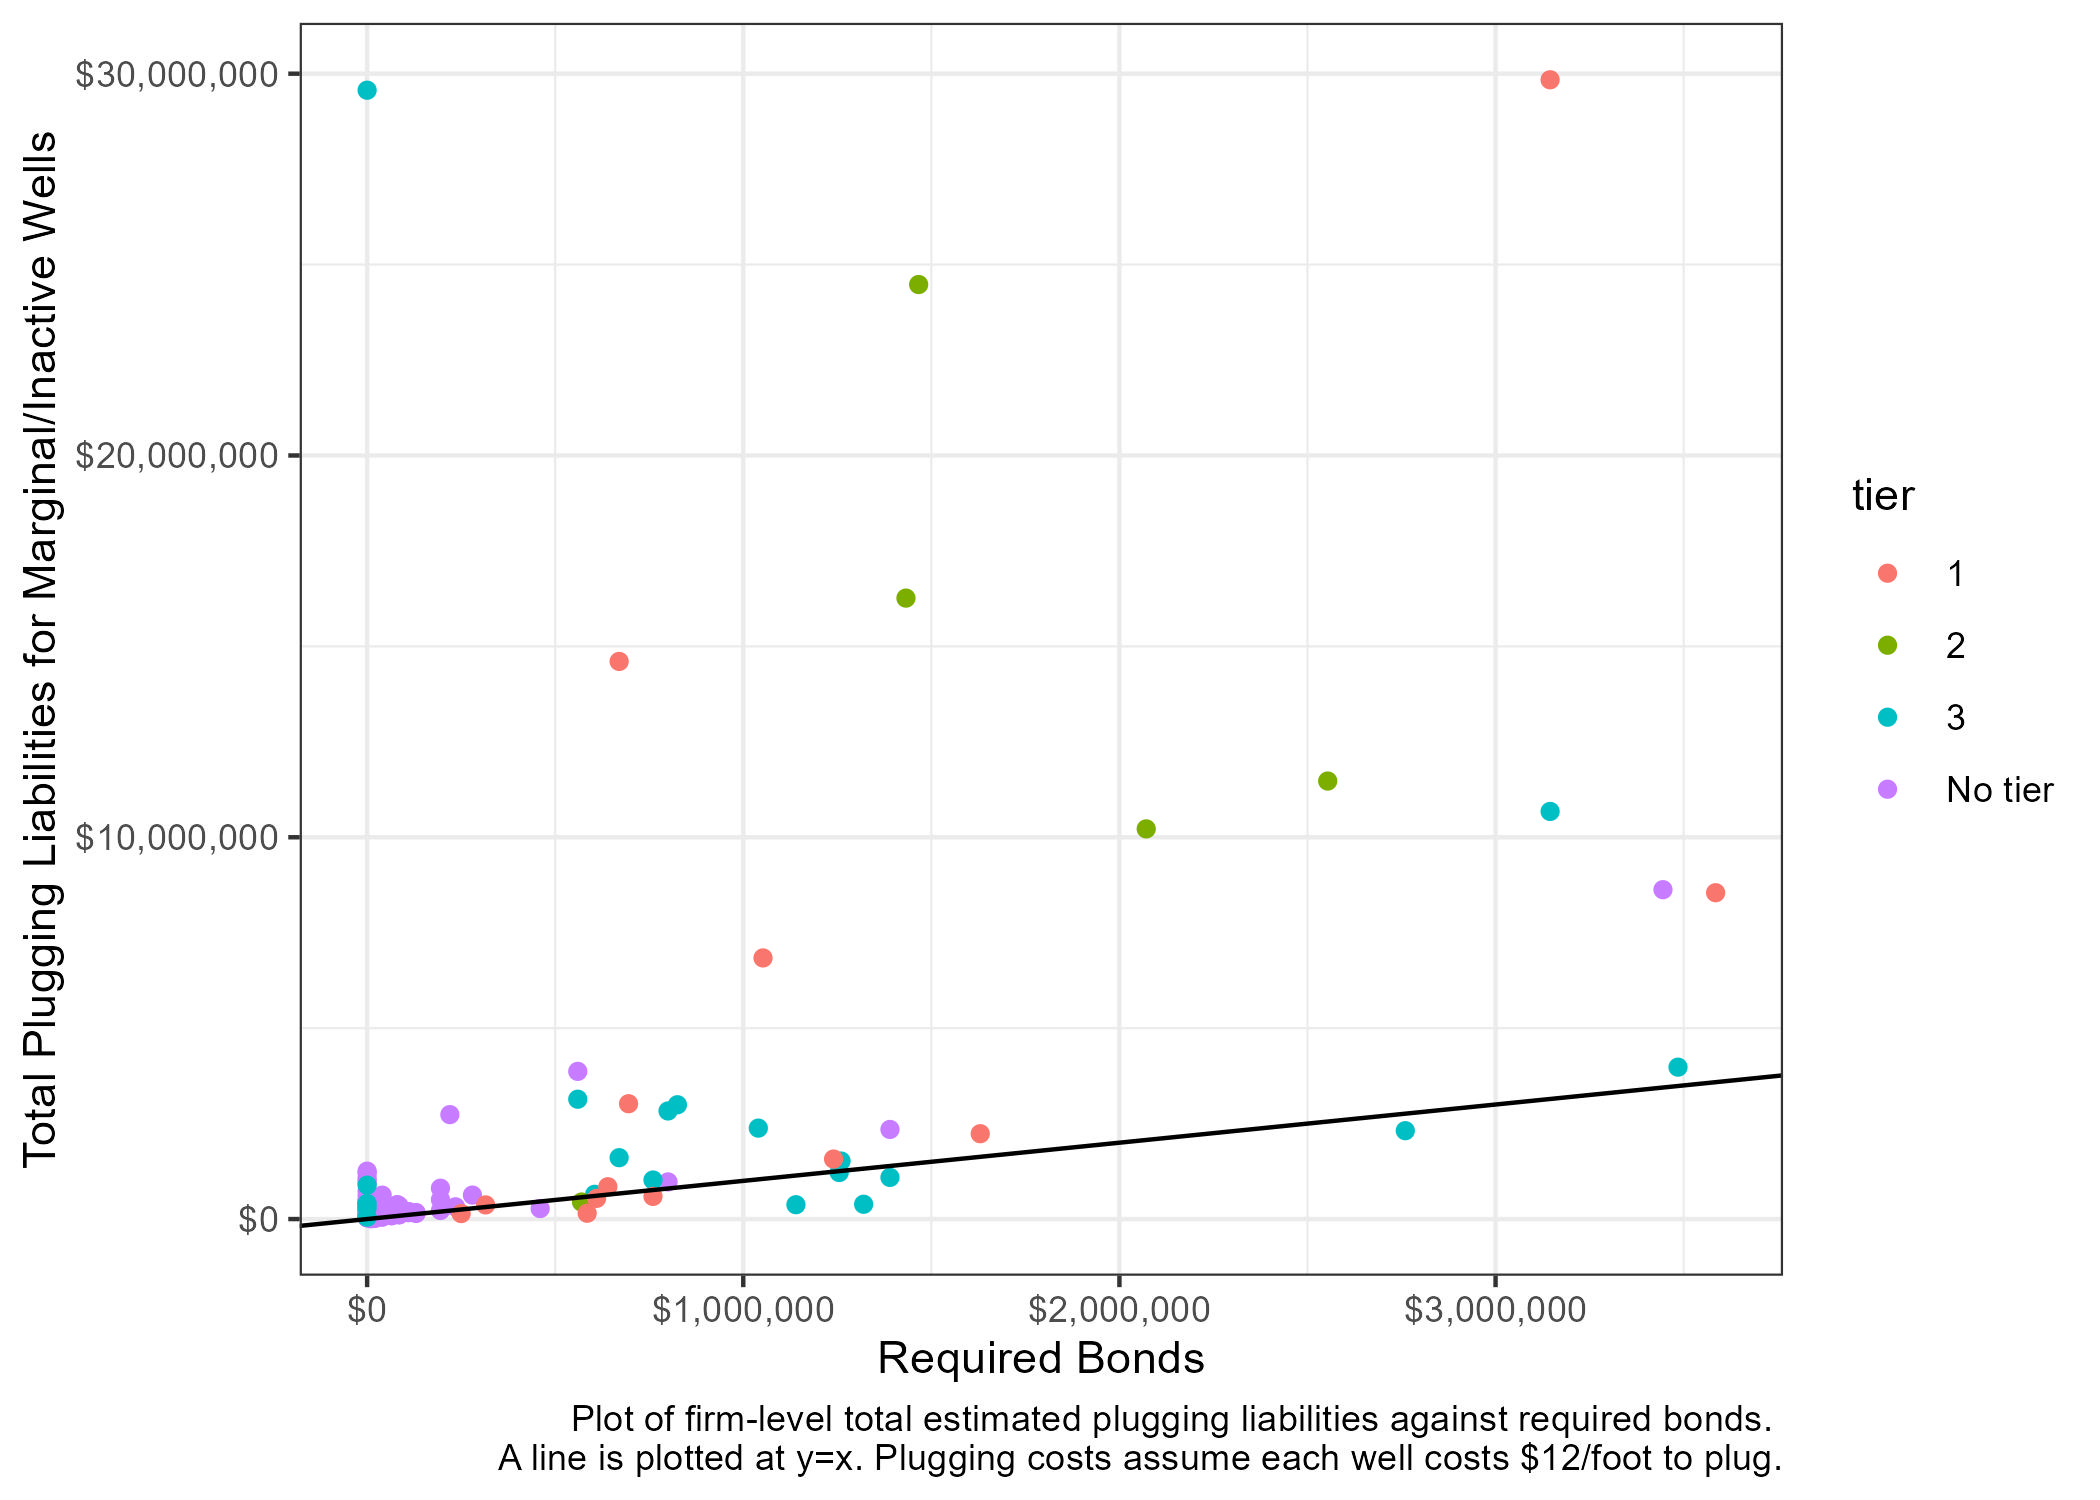 $30,000,000
$20,000,000
$10,000,000
$0
Total Plugging Liabilities for Marginal/Inactive Wells
$0
$1,000,000
$2,000,000
$3,000,000
Required Bonds
tier
1
2
3
No tier
Plot of firm-level total estimated plugging liabilities against required bonds.
A line is plotted at y=x. Plugging costs assume each well costs $12/foot to plug.